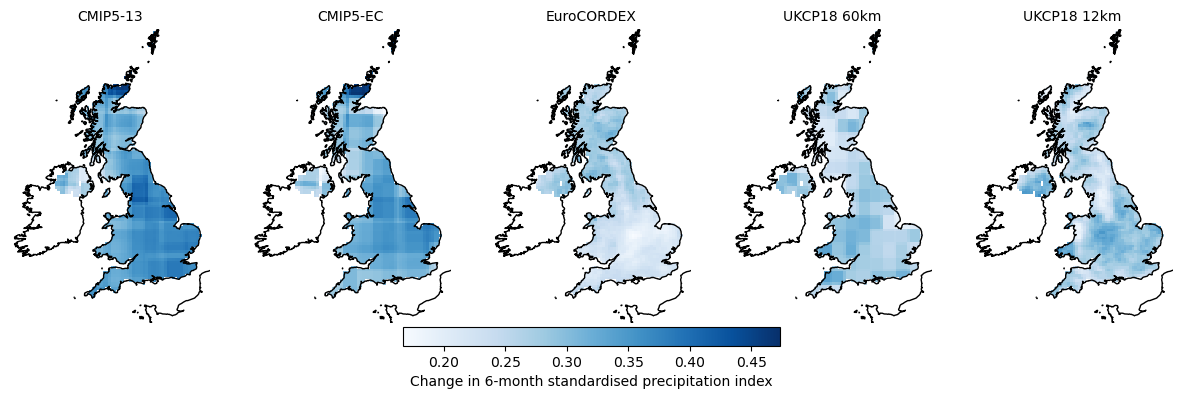 CMIP5-13
CMIP5-EC
EuroCORDEX
UKCP18 60km
UKCP18 12km
0.20
0.25
0.30
0.35
0.40
0.45
Change in 6-month standardised precipitation index